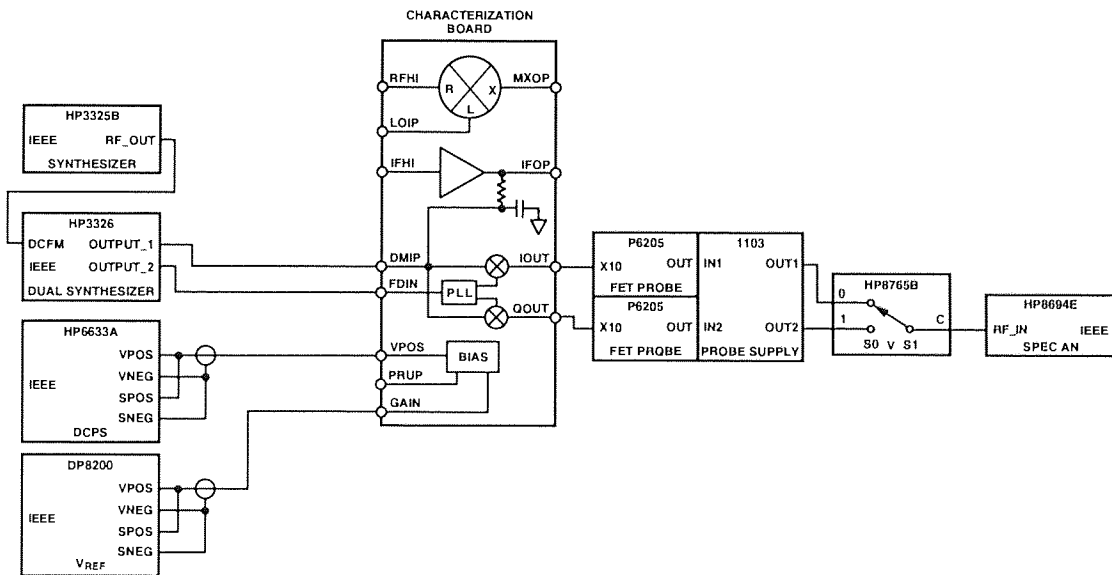 CHARACTERIZATION
BOARD
RFHI
R
X
MXOP
L
LOIP
IFHI
IFOP
HP3325B
IEEE
RF_OUT
SYNTHESIZER
HP3326
DCFM
OUTPUT_1
IEEE
OUTPUT_2
DUAL SYNTHESIZER
DMIP
IOUT
FDIN
PLL
QOUT
P6205
X10
OUT
FET PROBE
P6205
X10
OUT
FET PROBE
1103
IN1
OUT1
IN2
OUT2
PROBE SUPPLY
HP8765B
0
1
C
S0 V S1
HP8694E
RF_IN
IEEE
SPEC AN
HP6633A
VPOS
VNEG
IEEE
SPOS
SNEG
DCPS
VPOS
BIAS
PRUP
GAIN
DP8200
VPOS
VNEG
IEEE
SPOS
SNEG
VREF